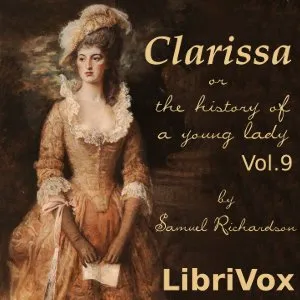 Clarissa
or
the history of
a young lady
Vol.9
by
Samuel Richardson
LibriVox